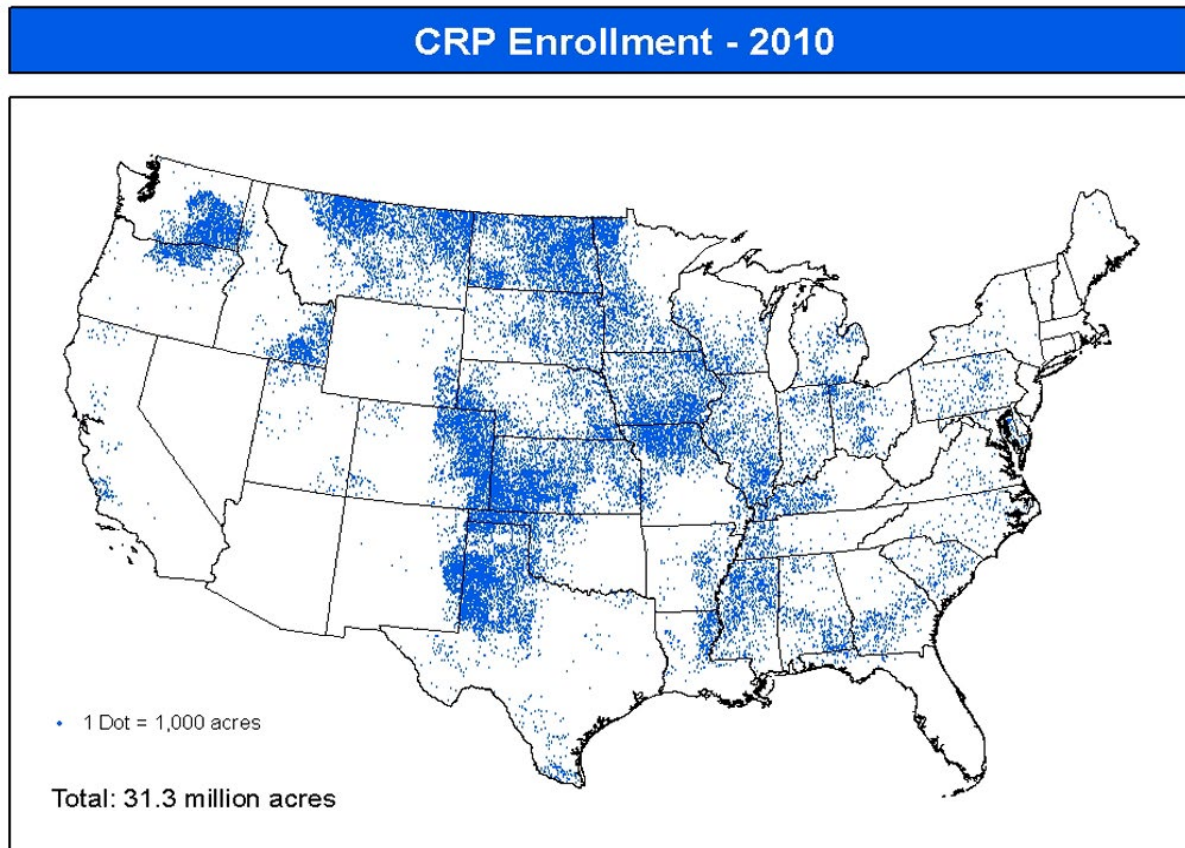 CRP Enrollment - 2010
1 Dot = 1,000 acres
Total: 31.3 million acres